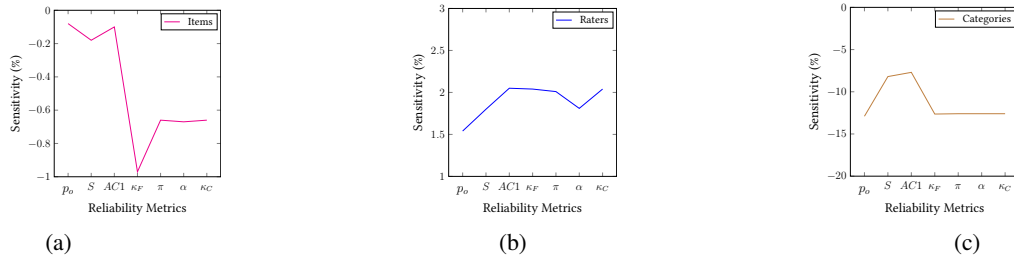 Items
0
−0.2
−0.4
−0.6
−0.8
−1
Sensitivity (%)
p_o S AC1 κ_F π α κ_C
Reliability Metrics
(a)
Raters
3
2.5
2
1.5
1
Sensitivity (%)
p_o S AC1 κ_F π α κ_C
Reliability Metrics
(b)
Categories
0
−5
−10
−15
−20
Sensitivity (%)
p_o S AC1 κ_F π α κ_C
Reliability Metrics
(c)